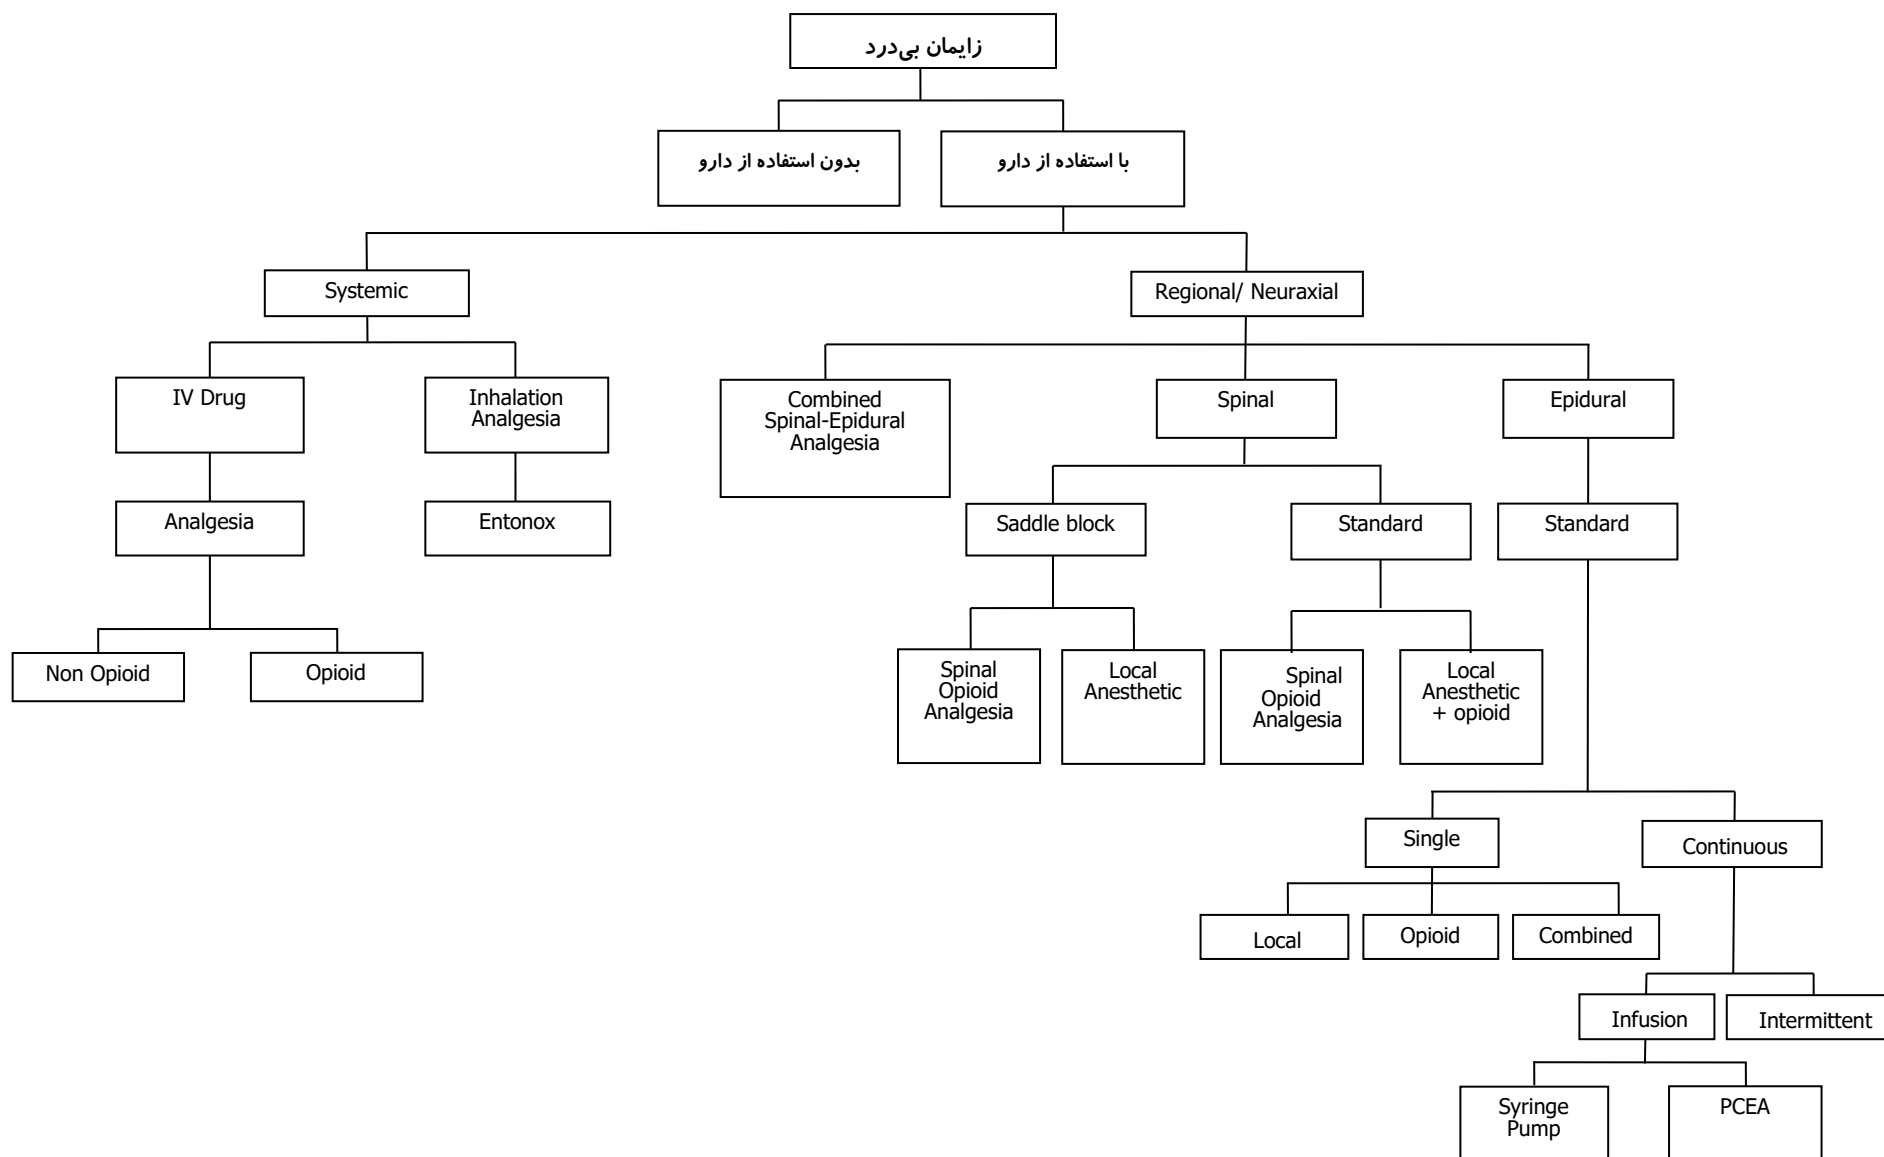 زایمان بی‌درد
بدون استفاده از دارو
با استفاده از دارو
Systemic
Regional/ Neuraxial
IV Drug
Inhalation
Analgesia
Combined
Spinal-Epidural
Analgesia
Spinal
Epidural
Analgesia
Entonox
Saddle block
Standard
Standard
Non Opioid
Opioid
Spinal
Opioid
Analgesia
Local
Anesthetic
Spinal
Opioid
Analgesia
Local
Anesthetic
+ opioid
Single
Continuous
Local
Opioid
Combined
Infusion
Intermittent
Syringe
Pump
PCEA